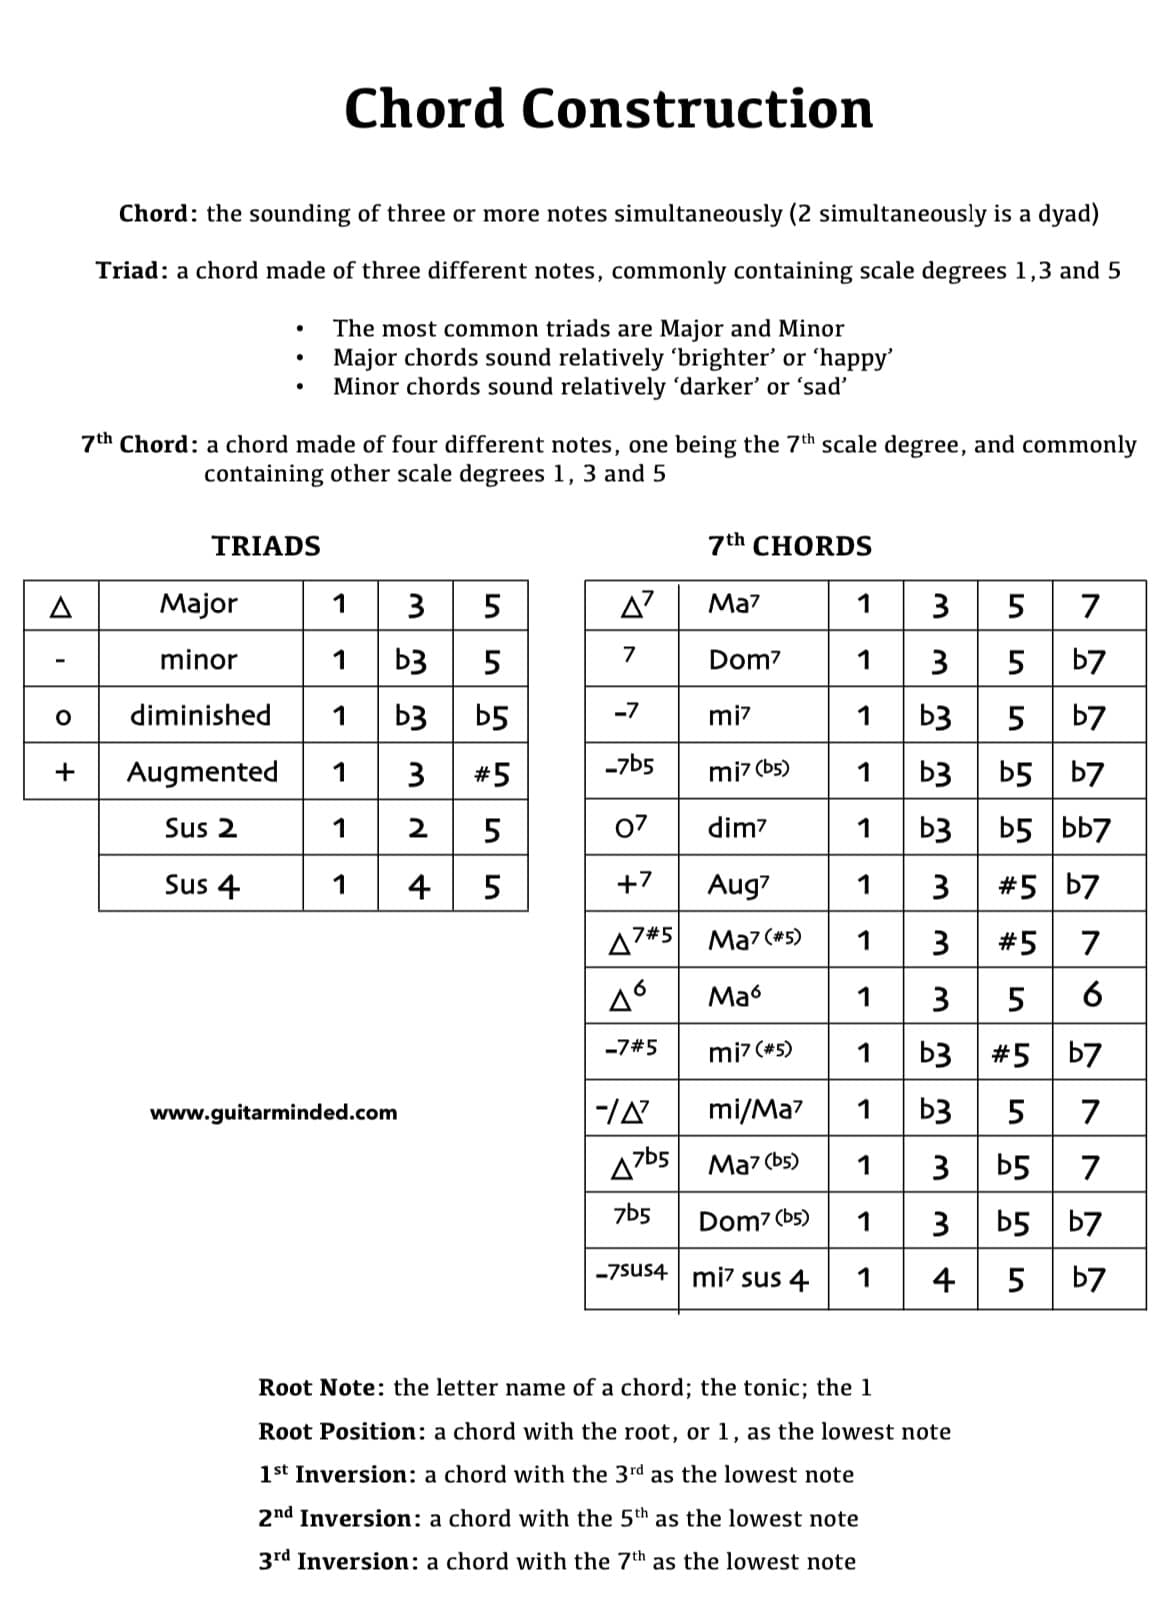 Chord Construction
Chord: the sounding of three or more notes simultaneously (2 simultaneously is a dyad)
Triad: a chord made of three different notes, commonly containing scale degrees 1,3 and 5
• The most common triads are Major and Minor
• Major chords sound relatively ‘brighter’ or ‘happy’
• Minor chords sound relatively ‘darker’ or ‘sad’
7th Chord: a chord made of four different notes, one being the 7th scale degree, and commonly
containing other scale degrees 1, 3 and 5
TRIADS
Δ Major 1 3 5
- minor 1 b3 5
o diminished 1 b3 b5
+ Augmented 1 3 #5
Sus 2 1 2 5
Sus 4 1 4 5
www.guitarminded.com
7th CHORDS
Δ7 Ma7 1 3 5 7
7 Dom7 1 3 5 b7
-7 mi7 1 b3 5 b7
-7b5 mi7 (b5) 1 b3 b5 b7
O7 dim7 1 b3 b5 bb7
+7 Aug7 1 3 #5 b7
Δ7#5 Ma7 (#5) 1 3 #5 7
Δ6 Ma6 1 3 5 6
-7#5 mi7 (#5) 1 b3 #5 b7
-/Δ7 mi/Ma7 1 b3 5 7
Δ7b5 Ma7 (b5) 1 3 b5 7
7b5 Dom7 (b5) 1 3 b5 b7
-7sus4 mi7 sus 4 1 4 5 b7
Root Note: the letter name of a chord; the tonic; the 1
Root Position: a chord with the root, or 1, as the lowest note
1st Inversion: a chord with the 3rd as the lowest note
2nd Inversion: a chord with the 5th as the lowest note
3rd Inversion: a chord with the 7th as the lowest note